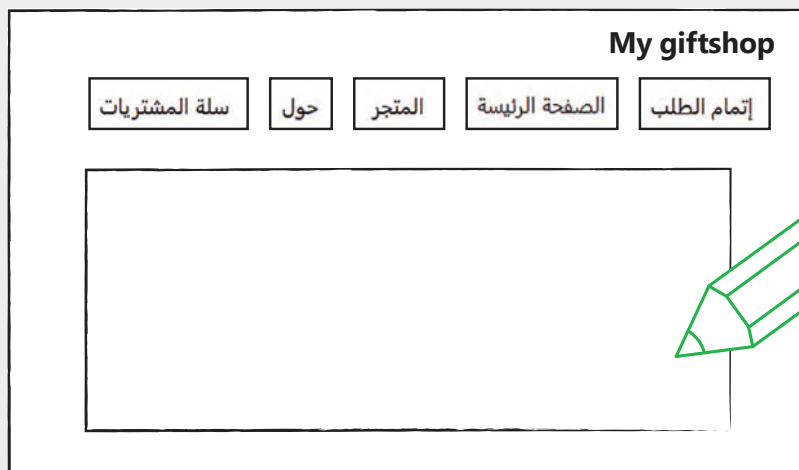 My giftshop
إتمام الطلب
الصفحة الرئيسة
المتجر
حول
سلة المشتريات